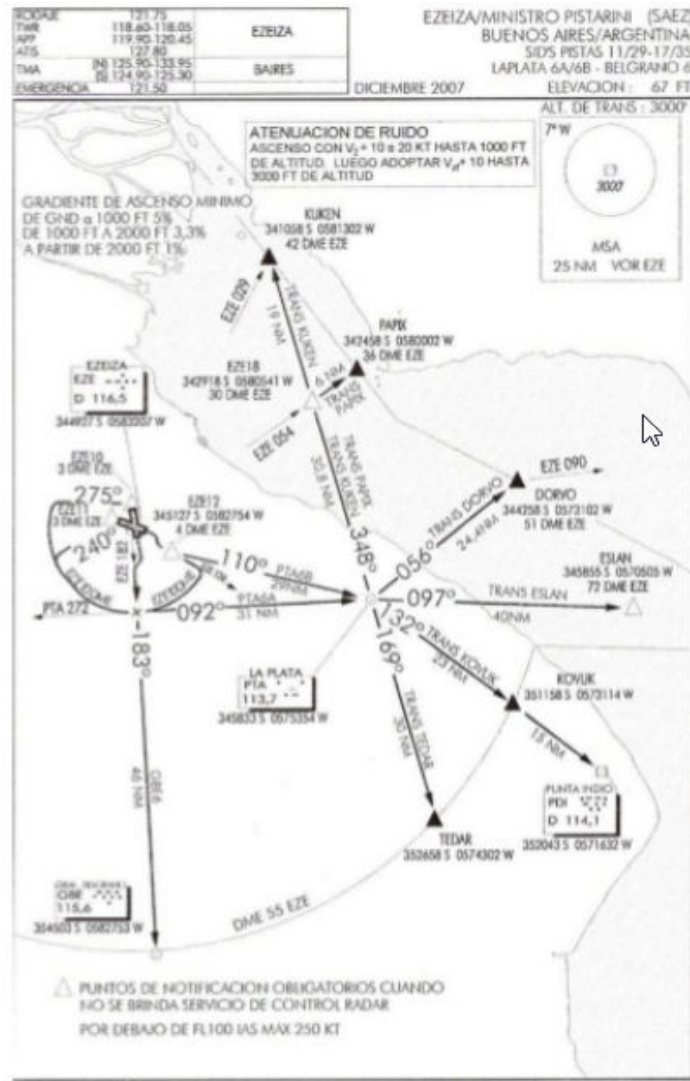 RODAJE 121.75
TWR 118.60-118.05
APP 119.90-120.45
ATIS 127.80
EZEIZA
TMA (N) 125.90-133.95
(S) 124.90-125.30
BAIRES
EMERGENCIA 121.50
DICIEMBRE 2007
EZEIZA/MINISTRO PISTARINI (SAEZ
BUENOS AIRES/ARGENTINA
SIDS PISTAS 11/29-17/35
LAPLATA 6A/6B - BELGRANO 6
ELEVACION : 67 FT
ALT. DE TRANS : 3000'
7° W
3000
MSA
25 NM VOR EZE
ATENUACION DE RUIDO
ASCENSO CON V2+ 10 a 20 KT HASTA 1000 FT
DE ALTITUD. LUEGO ADOPTAR Vzf+ 10 HASTA
3000 FT DE ALTITUD
GRADIENTE DE ASCENSO MINIMO
DE GND a 1000 FT 5%
DE 1000 FT A 2000 FT 3,3%
A PARTIR DE 2000 FT 1%
KUKEN
341058 S 0581302 W
42 DME EZE
EZE 029
TRANS KUKEN
19 NM
PAPIX
342458 S 0580002 W
36 DME EZE
EZE18
342918 S 0580541 W
30 DME EZE
6 NM
TRANS
PAPIX
EZE 054
TRANS PAPIX
TRANS KUKEN
30,8 NM
348°
EZEIZA
EZE
D 116,5
344927 S 0583207 W
EZE10
3 DME EZE
275°
EZE11
3 DME EZE
240°
EZE 182
EZE12
345127 S 0582754 W
4 DME EZE
110°
PTA6B
29NM
092°
PTA6A
31 NM
PTA 272
183°
056°
TRANS DORVO
24,4NM
EZE 090
DORVO
344258 S 0573102 W
51 DME EZE
ESLAN
345855 S 0570505 W
72 DME EZE
097°
TRANS ESLAN
40NM
132°
TRANS KOVUK
23 NM
169°
TRANS TEDAR
30 NM
LA PLATA
PTA
113,7
345833 S 0575354 W
KOVUK
351158 S 0573114 W
15 NM
PUNTA INDIO
PDI
D 114,1
352043 S 0571632 W
TEDAR
352658 S 0574302 W
GBE6
46 NM
GBE
115,6
354503 S 0582753 W
DME 55 EZE
PUNTOS DE NOTIFICACION OBLIGATORIOS CUANDO
NO SE BRINDA SERVICIO DE CONTROL RADAR
POR DEBAJO DE FL100 IAS MAX 250 KT